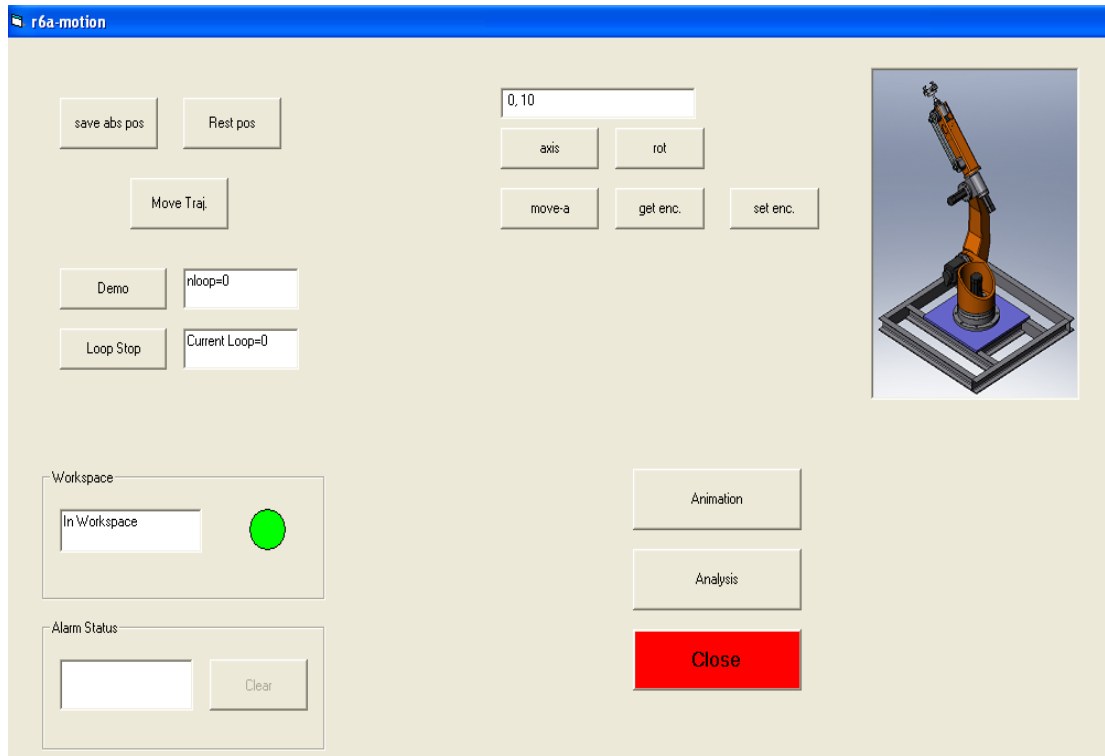 r6a-motion
save abs pos
Rest pos
0, 10
axis
rot
Move Traj.
move-a
get enc.
set enc.
Demo
nloop=0
Loop Stop
Current Loop=0
Workspace
In Workspace
Animation
Analysis
Alarm Status
Clear
Close